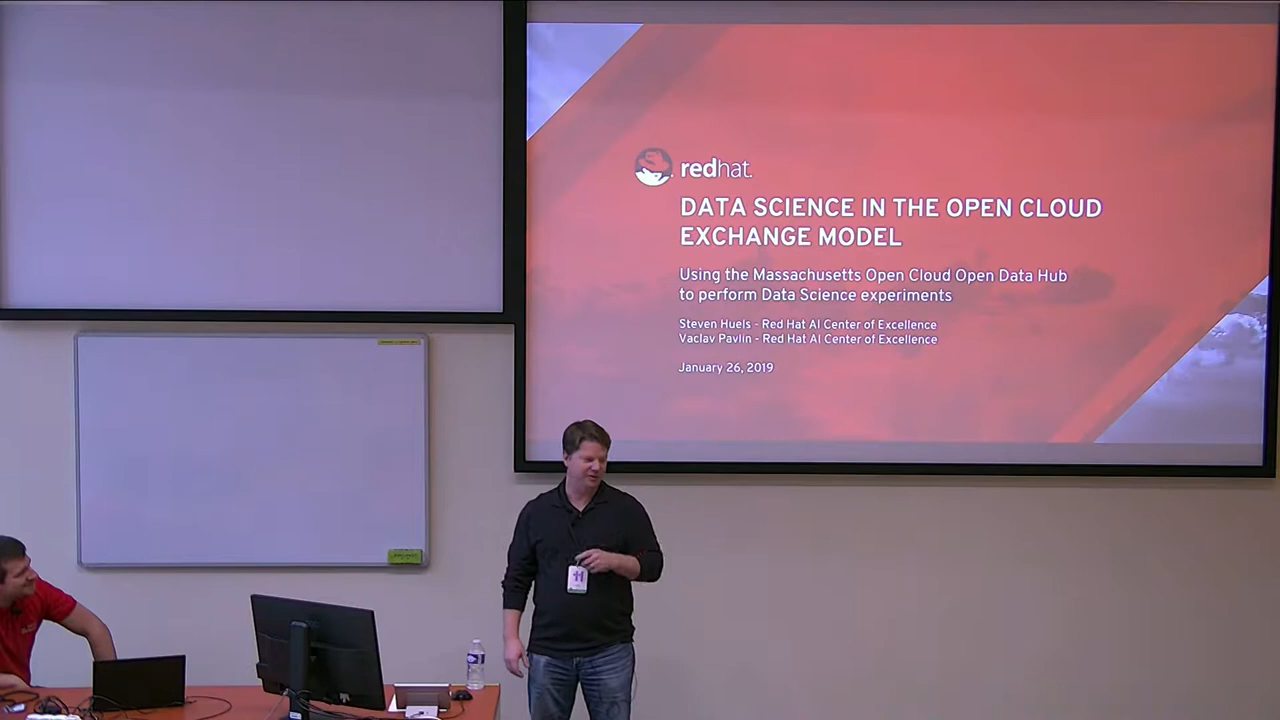 redhat.
DATA SCIENCE IN THE OPEN CLOUD
EXCHANGE MODEL
Using the Massachusetts Open Cloud Open Data Hub
to perform Data Science experiments
Steven Huels - Red Hat AI Center of Excellence
Vaclav Pavlin - Red Hat AI Center of Excellence
January 26, 2019